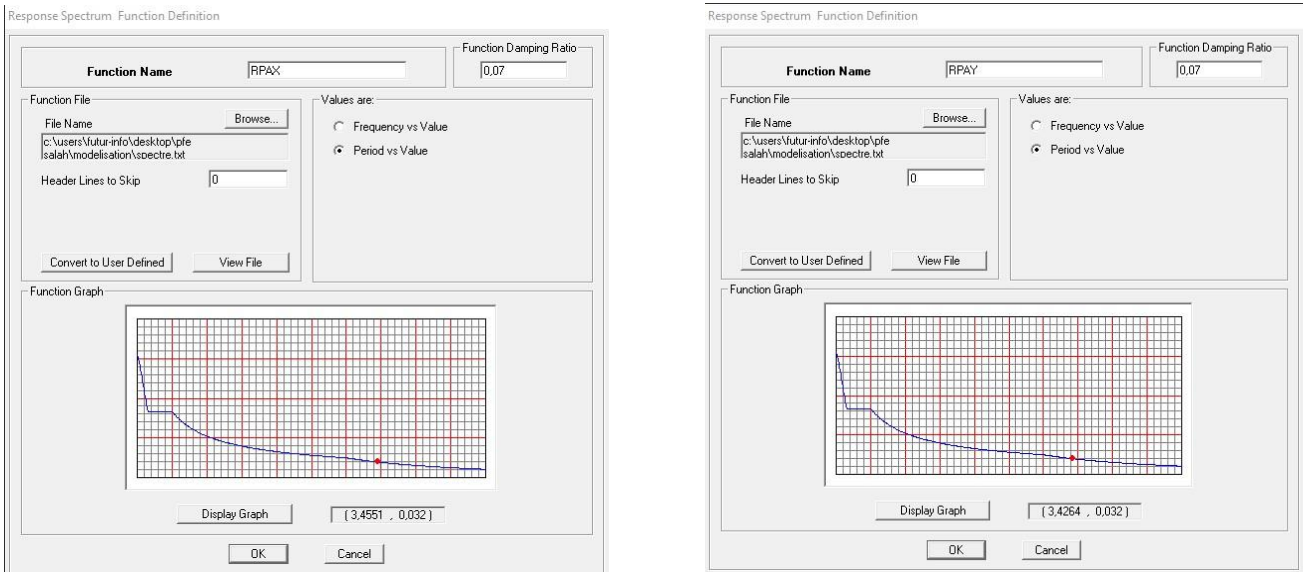 Response Spectrum Function Definition
Function Name
RPAX
Function Damping Ratio
0,07
Function File
File Name
Browse...
c:\users\futur-info\desktop\pfe
salah\modelisation\spectre.txt
Header Lines to Skip
0
Convert to User Defined
View File
Values are:
Frequency vs Value
Period vs Value
Function Graph
Display Graph
( 3,4551 , 0,032 )
OK
Cancel
Response Spectrum Function Definition
Function Name
RPAY
Function Damping Ratio
0,07
Function File
File Name
Browse...
c:\users\futur-info\desktop\pfe
salah\modelisation\spectre.txt
Header Lines to Skip
0
Convert to User Defined
View File
Values are:
Frequency vs Value
Period vs Value
Function Graph
Display Graph
( 3,4264 , 0,032 )
OK
Cancel